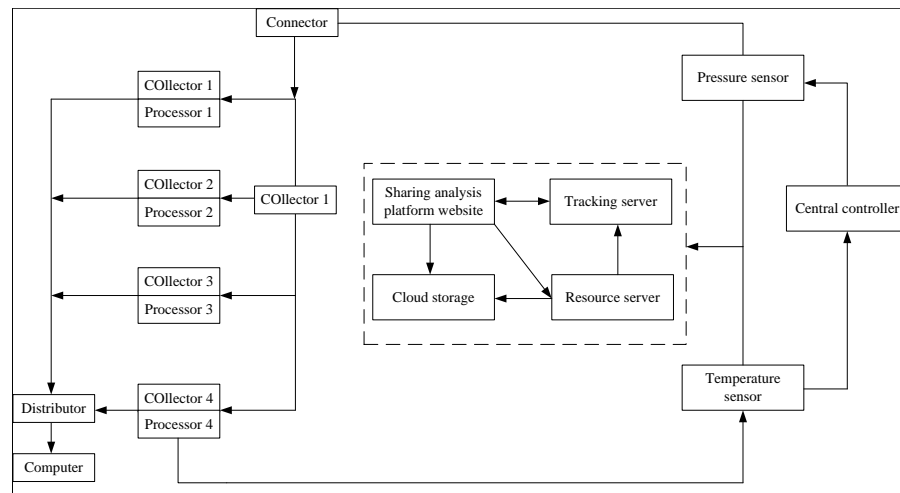 Connector
COllector 1
Processor 1
Pressure sensor
COllector 2
Processor 2
COllector 1
Sharing analysis
platform website
Tracking server
Central controller
COllector 3
Processor 3
Cloud storage
Resource server
Temperature
sensor
COllector 4
Processor 4
Distributor
Computer